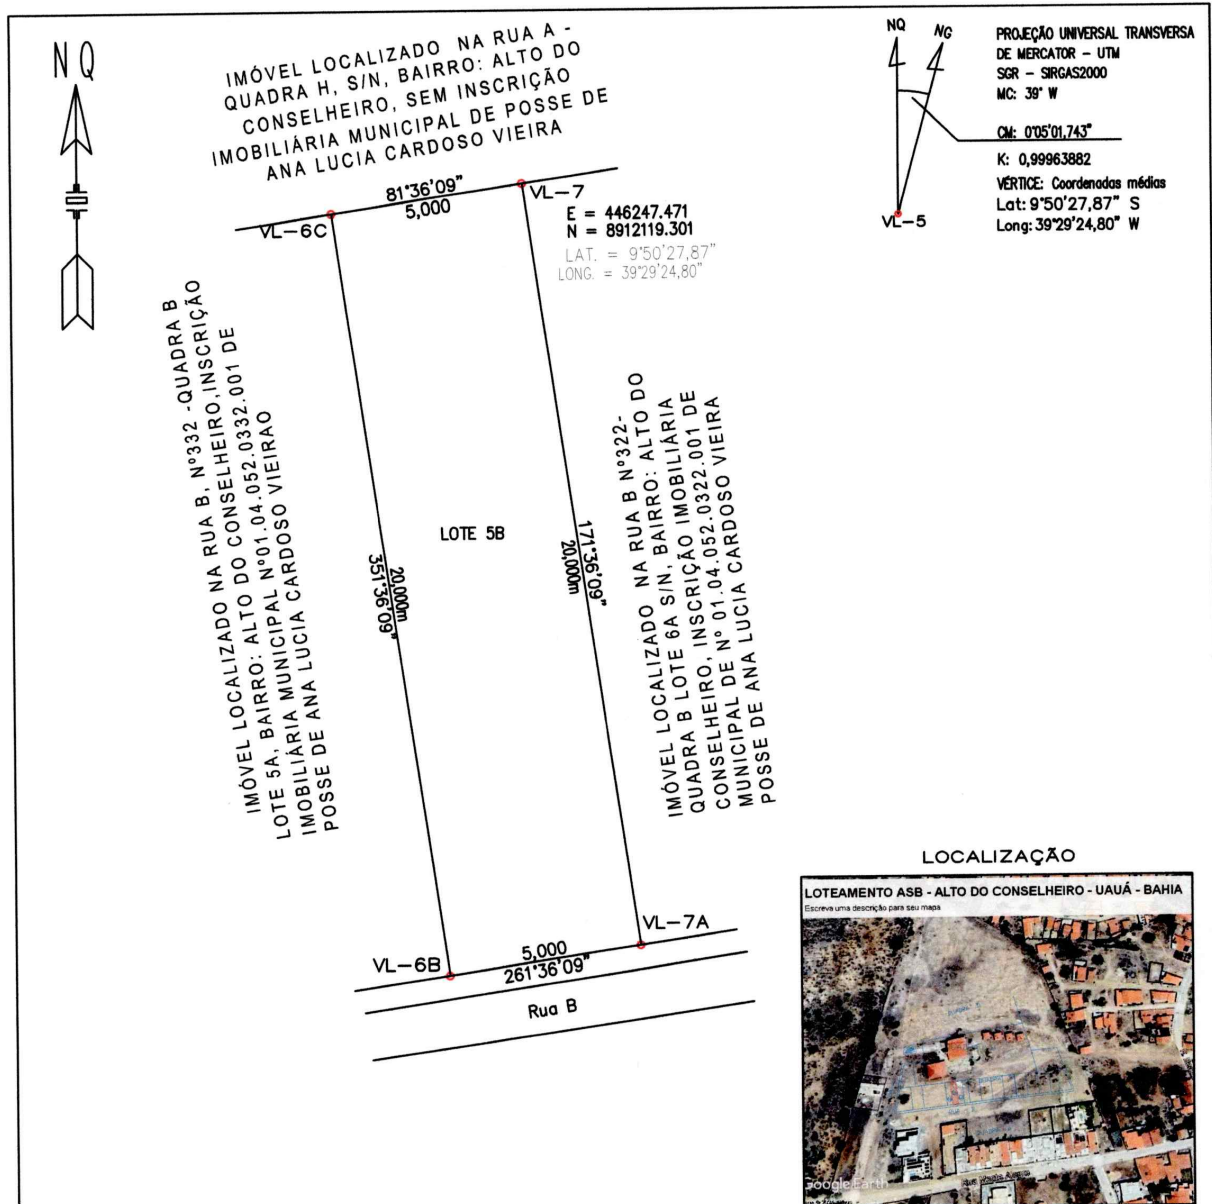 NQ
IMÓVEL LOCALIZADO NA RUA A -
QUADRA H, S/N, BAIRRO: ALTO DO
CONSELHEIRO, SEM INSCRIÇÃO
IMOBILIÁRIA MUNICIPAL DE POSSE DE
ANA LUCIA CARDOSO VIEIRA
NQ
NG
VL-5
PROJEÇÃO UNIVERSAL TRANSVERSA
DE MERCATOR - UTM
SGR - SIRGAS2000
MC: 39° W
CM: 0°05'01,743"
K: 0,99963882
VÉRTICE: Coordenadas médias
Lat: 9°50'27,87" S
Long: 39°29'24,80" W
81°36'09"
5,000
VL-6C
VL-7
E = 446247.471
N = 8912119.301
LAT. = 9°50'27,87"
LONG. = 39°29'24,80"
IMÓVEL LOCALIZADO NA RUA B, Nº332 -QUADRA B
LOTE 5A, BAIRRO: ALTO DO CONSELHEIRO,INSCRIÇÃO
IMOBILIÁRIA MUNICIPAL Nº01.04.052.0332.001 DE
POSSE DE ANA LUCIA CARDOSO VIEIRAO
20,000m
351°36'09"
LOTE 5B
171°36'09"
20,000m
IMÓVEL LOCALIZADO NA RUA B Nº322-
QUADRA B LOTE 6A S/N, BAIRRO: ALTO DO
CONSELHEIRO, INSCRIÇÃO IMOBILIÁRIA
MUNICIPAL DE Nº 01.04.052.0322.001 DE
POSSE DE ANA LUCIA CARDOSO VIEIRA
VL-6B
5,000
261°36'09"
VL-7A
Rua B
LOCALIZAÇÃO
LOTEAMENTO ASB - ALTO DO CONSELHEIRO - UAUÁ - BAHIA
Escreva uma descrição para seu mapa
Google Earth